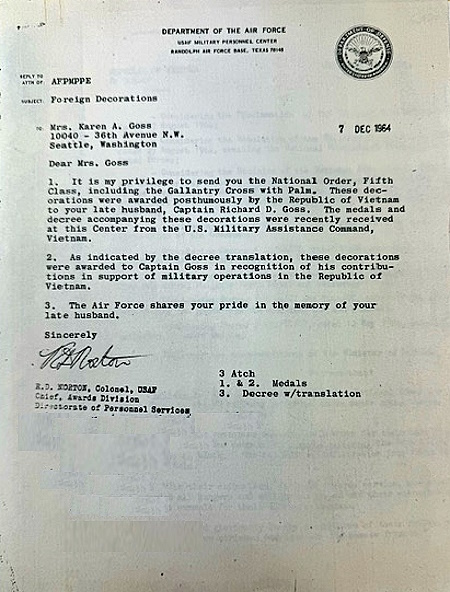 DEPARTMENT OF THE AIR FORCE
USAF MILITARY PERSONNEL CENTER
RANDOLPH AIR FORCE BASE, TEXAS 78148
REPLY TO
ATTN OF: AFPMPPE
SUBJECT: Foreign Decorations
TO: Mrs. Karen A. Goss
10040 - 36th Avenue N.W.
Seattle, Washington
7 DEC 1964
Dear Mrs. Goss
1. It is my privilege to send you the National Order, Fifth
Class, including the Gallantry Cross with Palm. These dec-
orations were awarded posthumously by the Republic of Vietnam
to your late husband, Captain Richard D. Goss. The medals and
decree accompanying these decorations were recently received
at this Center from the U.S. Military Assistance Command,
Vietnam.
2. As indicated by the decree translation, these decorations
were awarded to Captain Goss in recognition of his contribu-
tions in support of military operations in the Republic of
Vietnam.
3. The Air Force shares your pride in the memory of your
late husband.
Sincerely
RD Norton
R.D. NORTON, Colonel, USAF
Chief, Awards Division
Directorate of Personnel Services
3 Atch
1. & 2. Medals
3. Decree w/translation